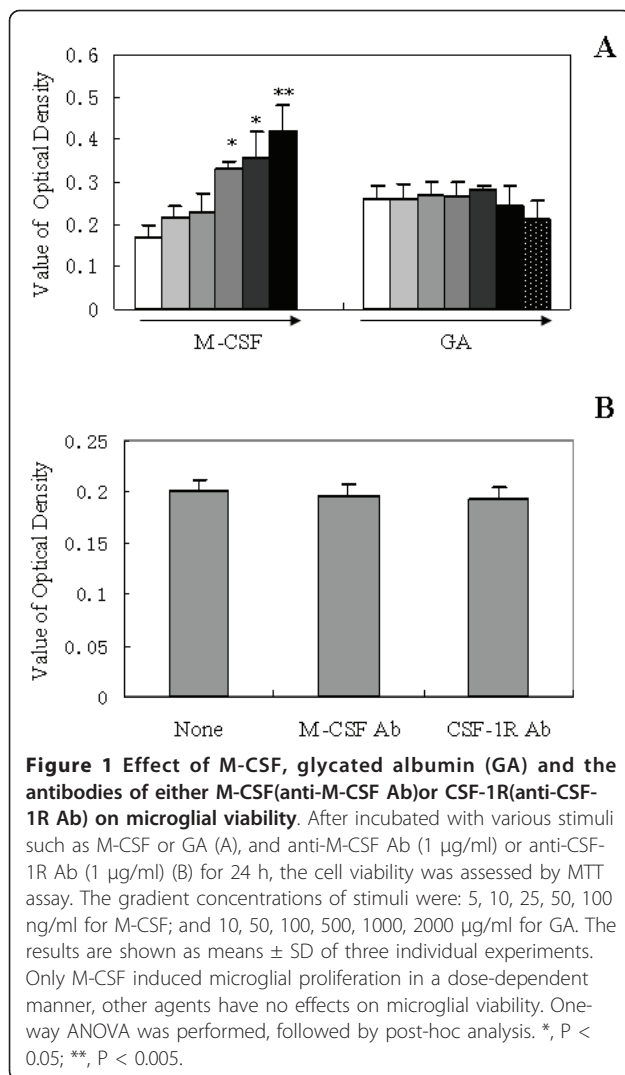 A
Value of Optical Density
0.6
0.5
0.4
0.3
0.2
0.1
0
*
*
**
M-CSF
GA
B
Value of Optical Density
0.25
0.2
0.15
0.1
0.05
0
None
M-CSF Ab
CSF-1R Ab
Figure 1 Effect of M-CSF, glycated albumin (GA) and the
antibodies of either M-CSF(anti-M-CSF Ab)or CSF-1R(anti-CSF-
1R Ab) on microglial viability. After incubated with various stimuli
such as M-CSF or GA (A), and anti-M-CSF Ab (1 μg/ml) or anti-CSF-
1R Ab (1 μg/ml) (B) for 24 h, the cell viability was assessed by MTT
assay. The gradient concentrations of stimuli were: 5, 10, 25, 50, 100
ng/ml for M-CSF; and 10, 50, 100, 500, 1000, 2000 μg/ml for GA. The
results are shown as means ± SD of three individual experiments.
Only M-CSF induced microglial proliferation in a dose-dependent
manner, other agents have no effects on microglial viability. One-
way ANOVA was performed, followed by post-hoc analysis. *, P <
0.05; **, P < 0.005.